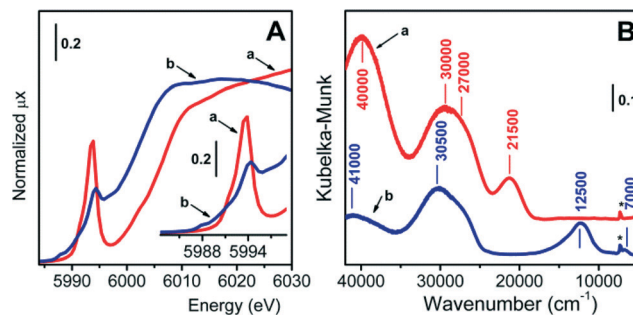 A
0.2
b
a
a
0.2
b
5988 5994
Normalized μx
5990 6000 6010 6020 6030
Energy (eV)
B
a
40000
30000
27000
21500
0.1
41000
b
30500
12500
7000
*
*
Kubelka-Munk
40000 30000 20000 10000
Wavenumber (cm⁻¹)